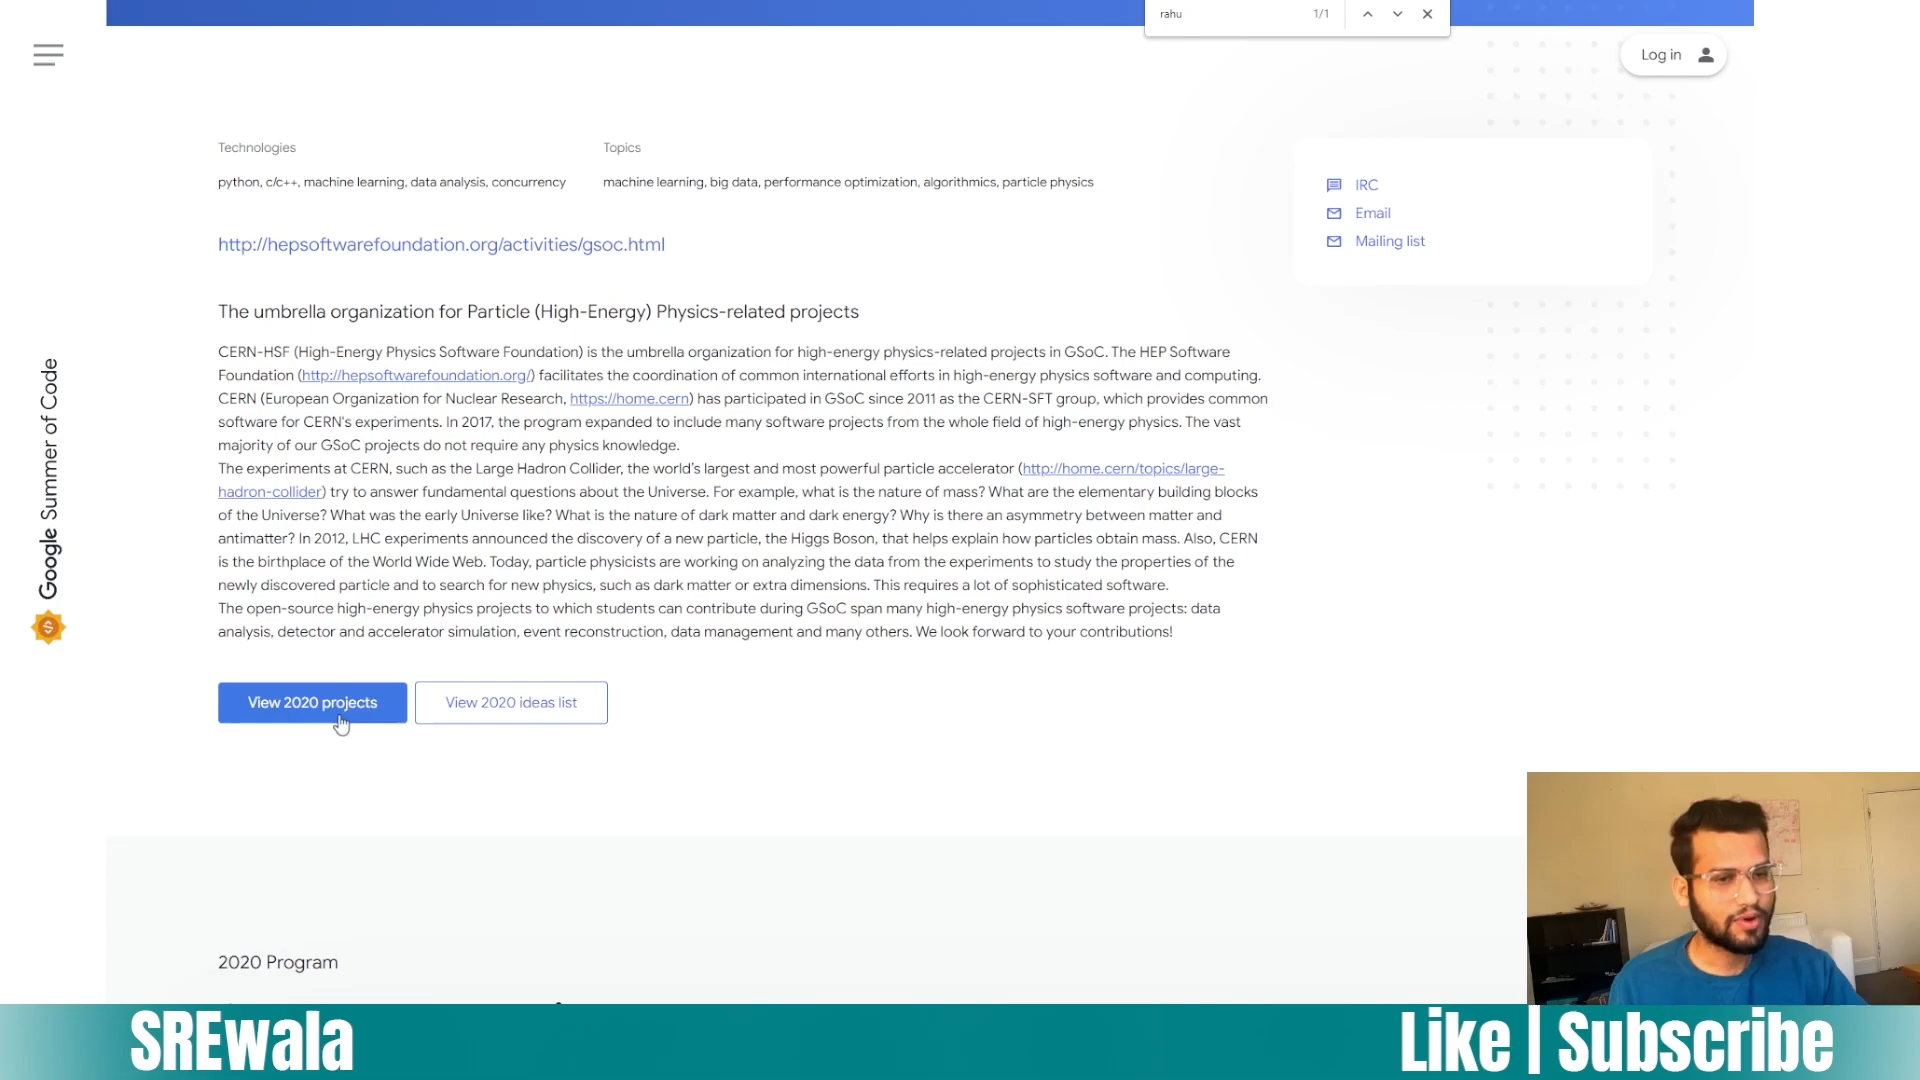 rahu 1/1
Log in
Technologies
python, c/c++, machine learning, data analysis, concurrency
Topics
machine learning, big data, performance optimization, algorithmics, particle physics
IRC
Email
Mailing list
http://hepsoftwarefoundation.org/activities/gsoc.html
The umbrella organization for Particle (High-Energy) Physics-related projects
CERN-HSF (High-Energy Physics Software Foundation) is the umbrella organization for high-energy physics-related projects in GSoC. The HEP Software
Foundation (http://hepsoftwarefoundation.org/) facilitates the coordination of common international efforts in high-energy physics software and computing.
CERN (European Organization for Nuclear Research, https://home.cern) has participated in GSoC since 2011 as the CERN-SFT group, which provides common
software for CERN's experiments. In 2017, the program expanded to include many software projects from the whole field of high-energy physics. The vast
majority of our GSoC projects do not require any physics knowledge.
The experiments at CERN, such as the Large Hadron Collider, the world's largest and most powerful particle accelerator (http://home.cern/topics/large-
hadron-collider) try to answer fundamental questions about the Universe. For example, what is the nature of mass? What are the elementary building blocks
of the Universe? What was the early Universe like? What is the nature of dark matter and dark energy? Why is there an asymmetry between matter and
antimatter? In 2012, LHC experiments announced the discovery of a new particle, the Higgs Boson, that helps explain how particles obtain mass. Also, CERN
is the birthplace of the World Wide Web. Today, particle physicists are working on analyzing the data from the experiments to study the properties of the
newly discovered particle and to search for new physics, such as dark matter or extra dimensions. This requires a lot of sophisticated software.
The open-source high-energy physics projects to which students can contribute during GSoC span many high-energy physics software projects: data
analysis, detector and accelerator simulation, event reconstruction, data management and many others. We look forward to your contributions!
View 2020 projects
View 2020 ideas list
Google Summer of Code
2020 Program
SREwala
Like | Subscribe